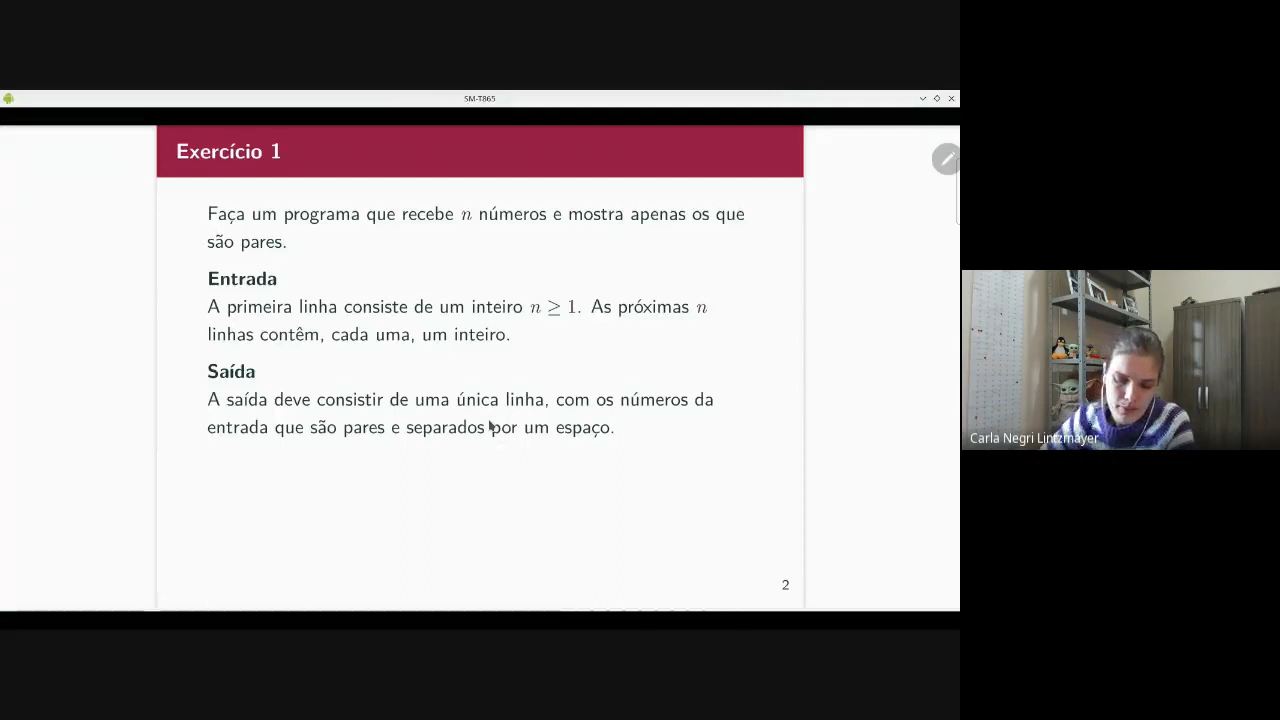 SM-T865
Exercício 1
Faça um programa que recebe n números e mostra apenas os que
são pares.
Entrada
A primeira linha consiste de um inteiro n ≥ 1. As próximas n
linhas contêm, cada uma, um inteiro.
Saída
A saída deve consistir de uma única linha, com os números da
entrada que são pares e separados por um espaço.
2
Carla Negri Lintzmayer